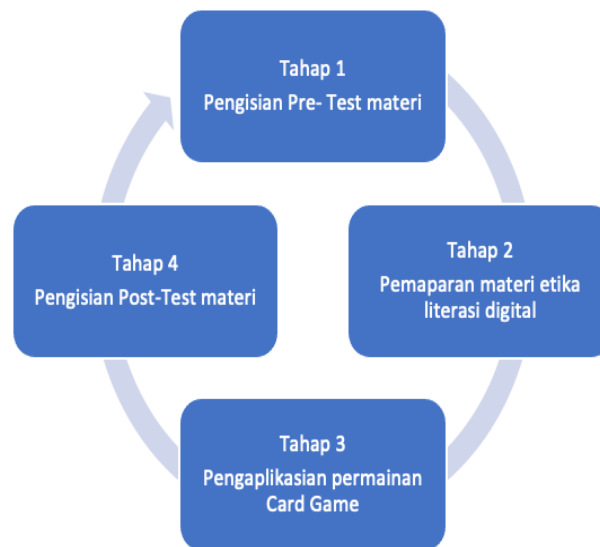 Tahap 1
Pengisian Pre- Test materi
Tahap 2
Pemaparan materi etika
literasi digital
Tahap 3
Pengaplikasian permainan
Card Game
Tahap 4
Pengisian Post-Test materi